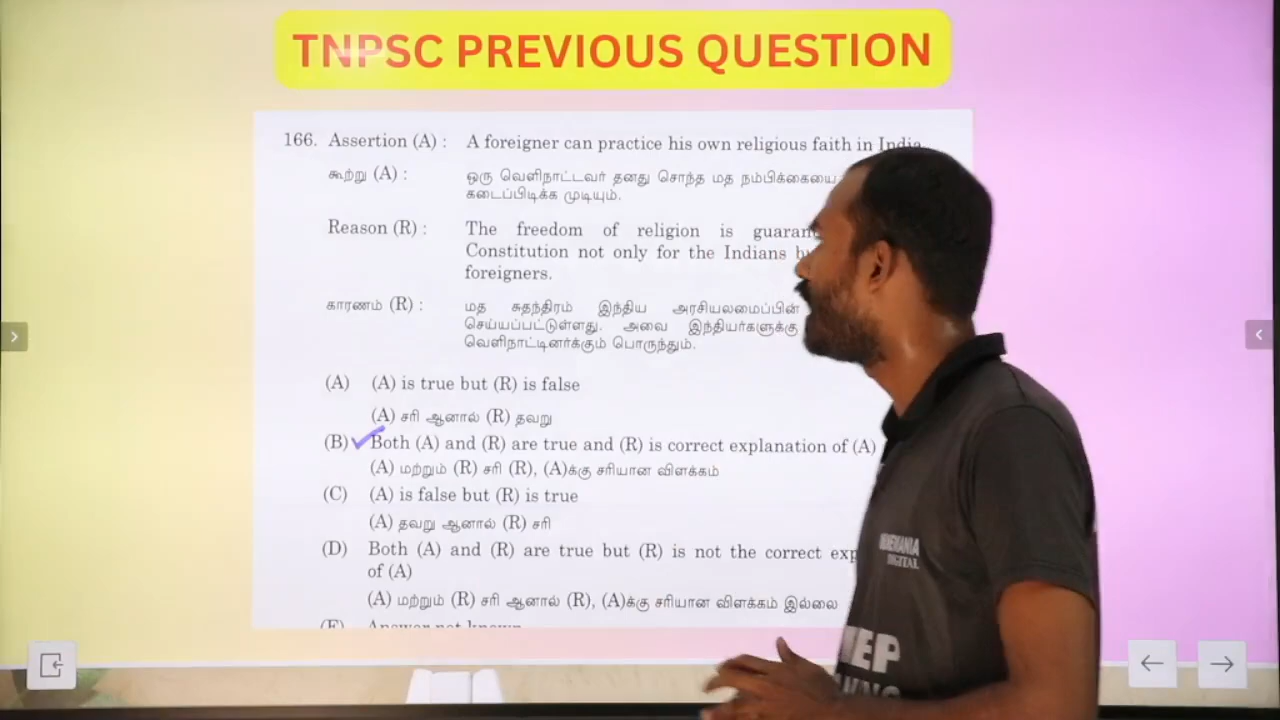 TNPSC PREVIOUS QUESTION
166. Assertion (A) : A foreigner can practice his own religious faith in India
கூற்று (A) : ஒரு வெளிநாட்டவர் தனது சொந்த மத நம்பிக்கையை
கடைப்பிடிக்க முடியும்.
Reason (R) : The freedom of religion is
Constitution not only for the Indians
foreigners.
காரணம் (R) : மத சுதந்திரம் இந்திய அரசியலமைப்பின்
செய்யப்பட்டுள்ளது. அவை இந்தியர்களுக்கு
வெளிநாட்டினர்க்கும் பொருந்தும்.
(A) (A) is true but (R) is false
(A) சரி ஆனால் (R) தவறு
(B) Both (A) and (R) are true and (R) is correct explanation of (A)
(A) மற்றும் (R) சரி (R), (A)க்கு சரியான விளக்கம்
(C) (A) is false but (R) is true
(A) தவறு ஆனால் (R) சரி
(D) Both (A) and (R) are true but (R) is not the correct
of (A)
(A) மற்றும் (R) சரி ஆனால் (R), (A)க்கு சரியான விளக்கம் இல்லை
(E) Answer not known
DIGITAL